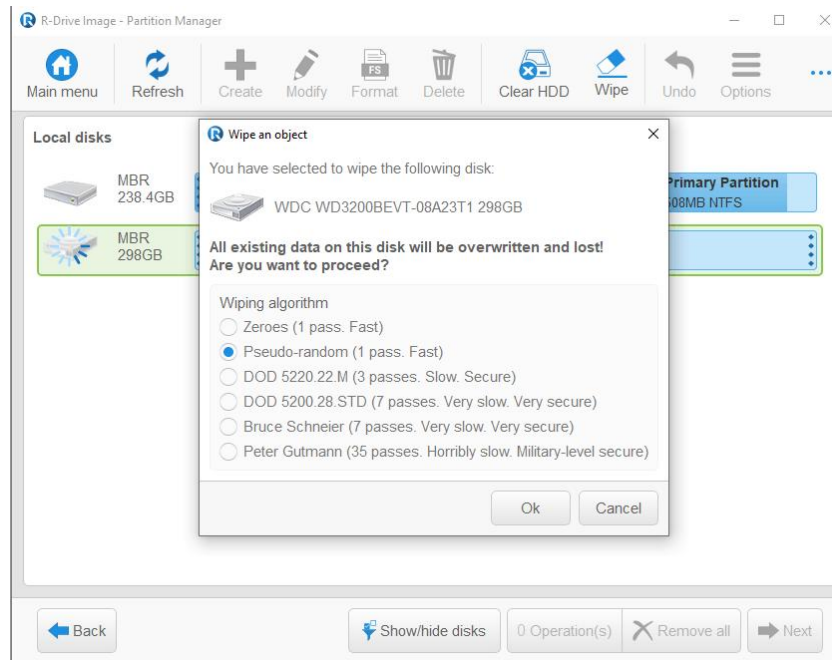 R-Drive Image - Partition Manager
Main menu
Refresh
Create
Modify
FS
Format
Delete
Clear HDD
Wipe
Undo
Options
Local disks
MBR
238.4GB
Primary Partition
508MB NTFS
MBR
298GB
R Wipe an object
You have selected to wipe the following disk:
WDC WD3200BEVT-08A23T1 298GB
All existing data on this disk will be overwritten and lost!
Are you want to proceed?
Wiping algorithm
Zeroes (1 pass. Fast)
Pseudo-random (1 pass. Fast)
DOD 5220.22.M (3 passes. Slow. Secure)
DOD 5200.28.STD (7 passes. Very slow. Very secure)
Bruce Schneier (7 passes. Very slow. Very secure)
Peter Gutmann (35 passes. Horribly slow. Military-level secure)
Ok
Cancel
Back
Show/hide disks
0 Operation(s)
Remove all
Next